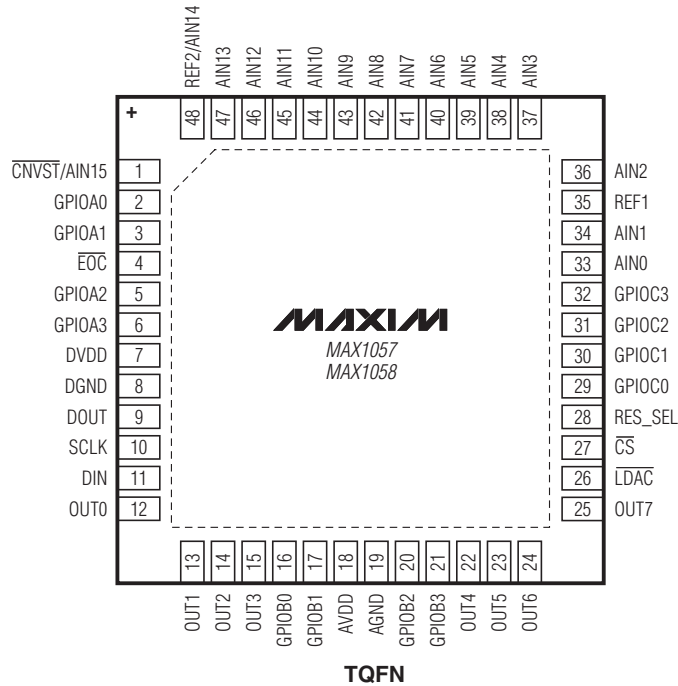 REF2/AIN14
AIN13
AIN12
AIN11
AIN10
AIN9
AIN8
AIN7
AIN6
AIN5
AIN4
AIN3
+
48
47
46
45
44
43
42
41
40
39
38
37
C̅N̅V̅S̅T̅/AIN15 1
GPIOA0 2
GPIOA1 3
E̅O̅C̅ 4
GPIOA2 5
GPIOA3 6
DVDD 7
DGND 8
DOUT 9
SCLK 10
DIN 11
OUT0 12
MAXIM
MAX1057
MAX1058
36 AIN2
35 REF1
34 AIN1
33 AIN0
32 GPIOC3
31 GPIOC2
30 GPIOC1
29 GPIOC0
28 RES_SEL
27 C̅S̅
26 L̅D̅A̅C̅
25 OUT7
13
14
15
16
17
18
19
20
21
22
23
24
OUT1
OUT2
OUT3
GPIOB0
GPIOB1
AVDD
AGND
GPIOB2
GPIOB3
OUT4
OUT5
OUT6
TQFN